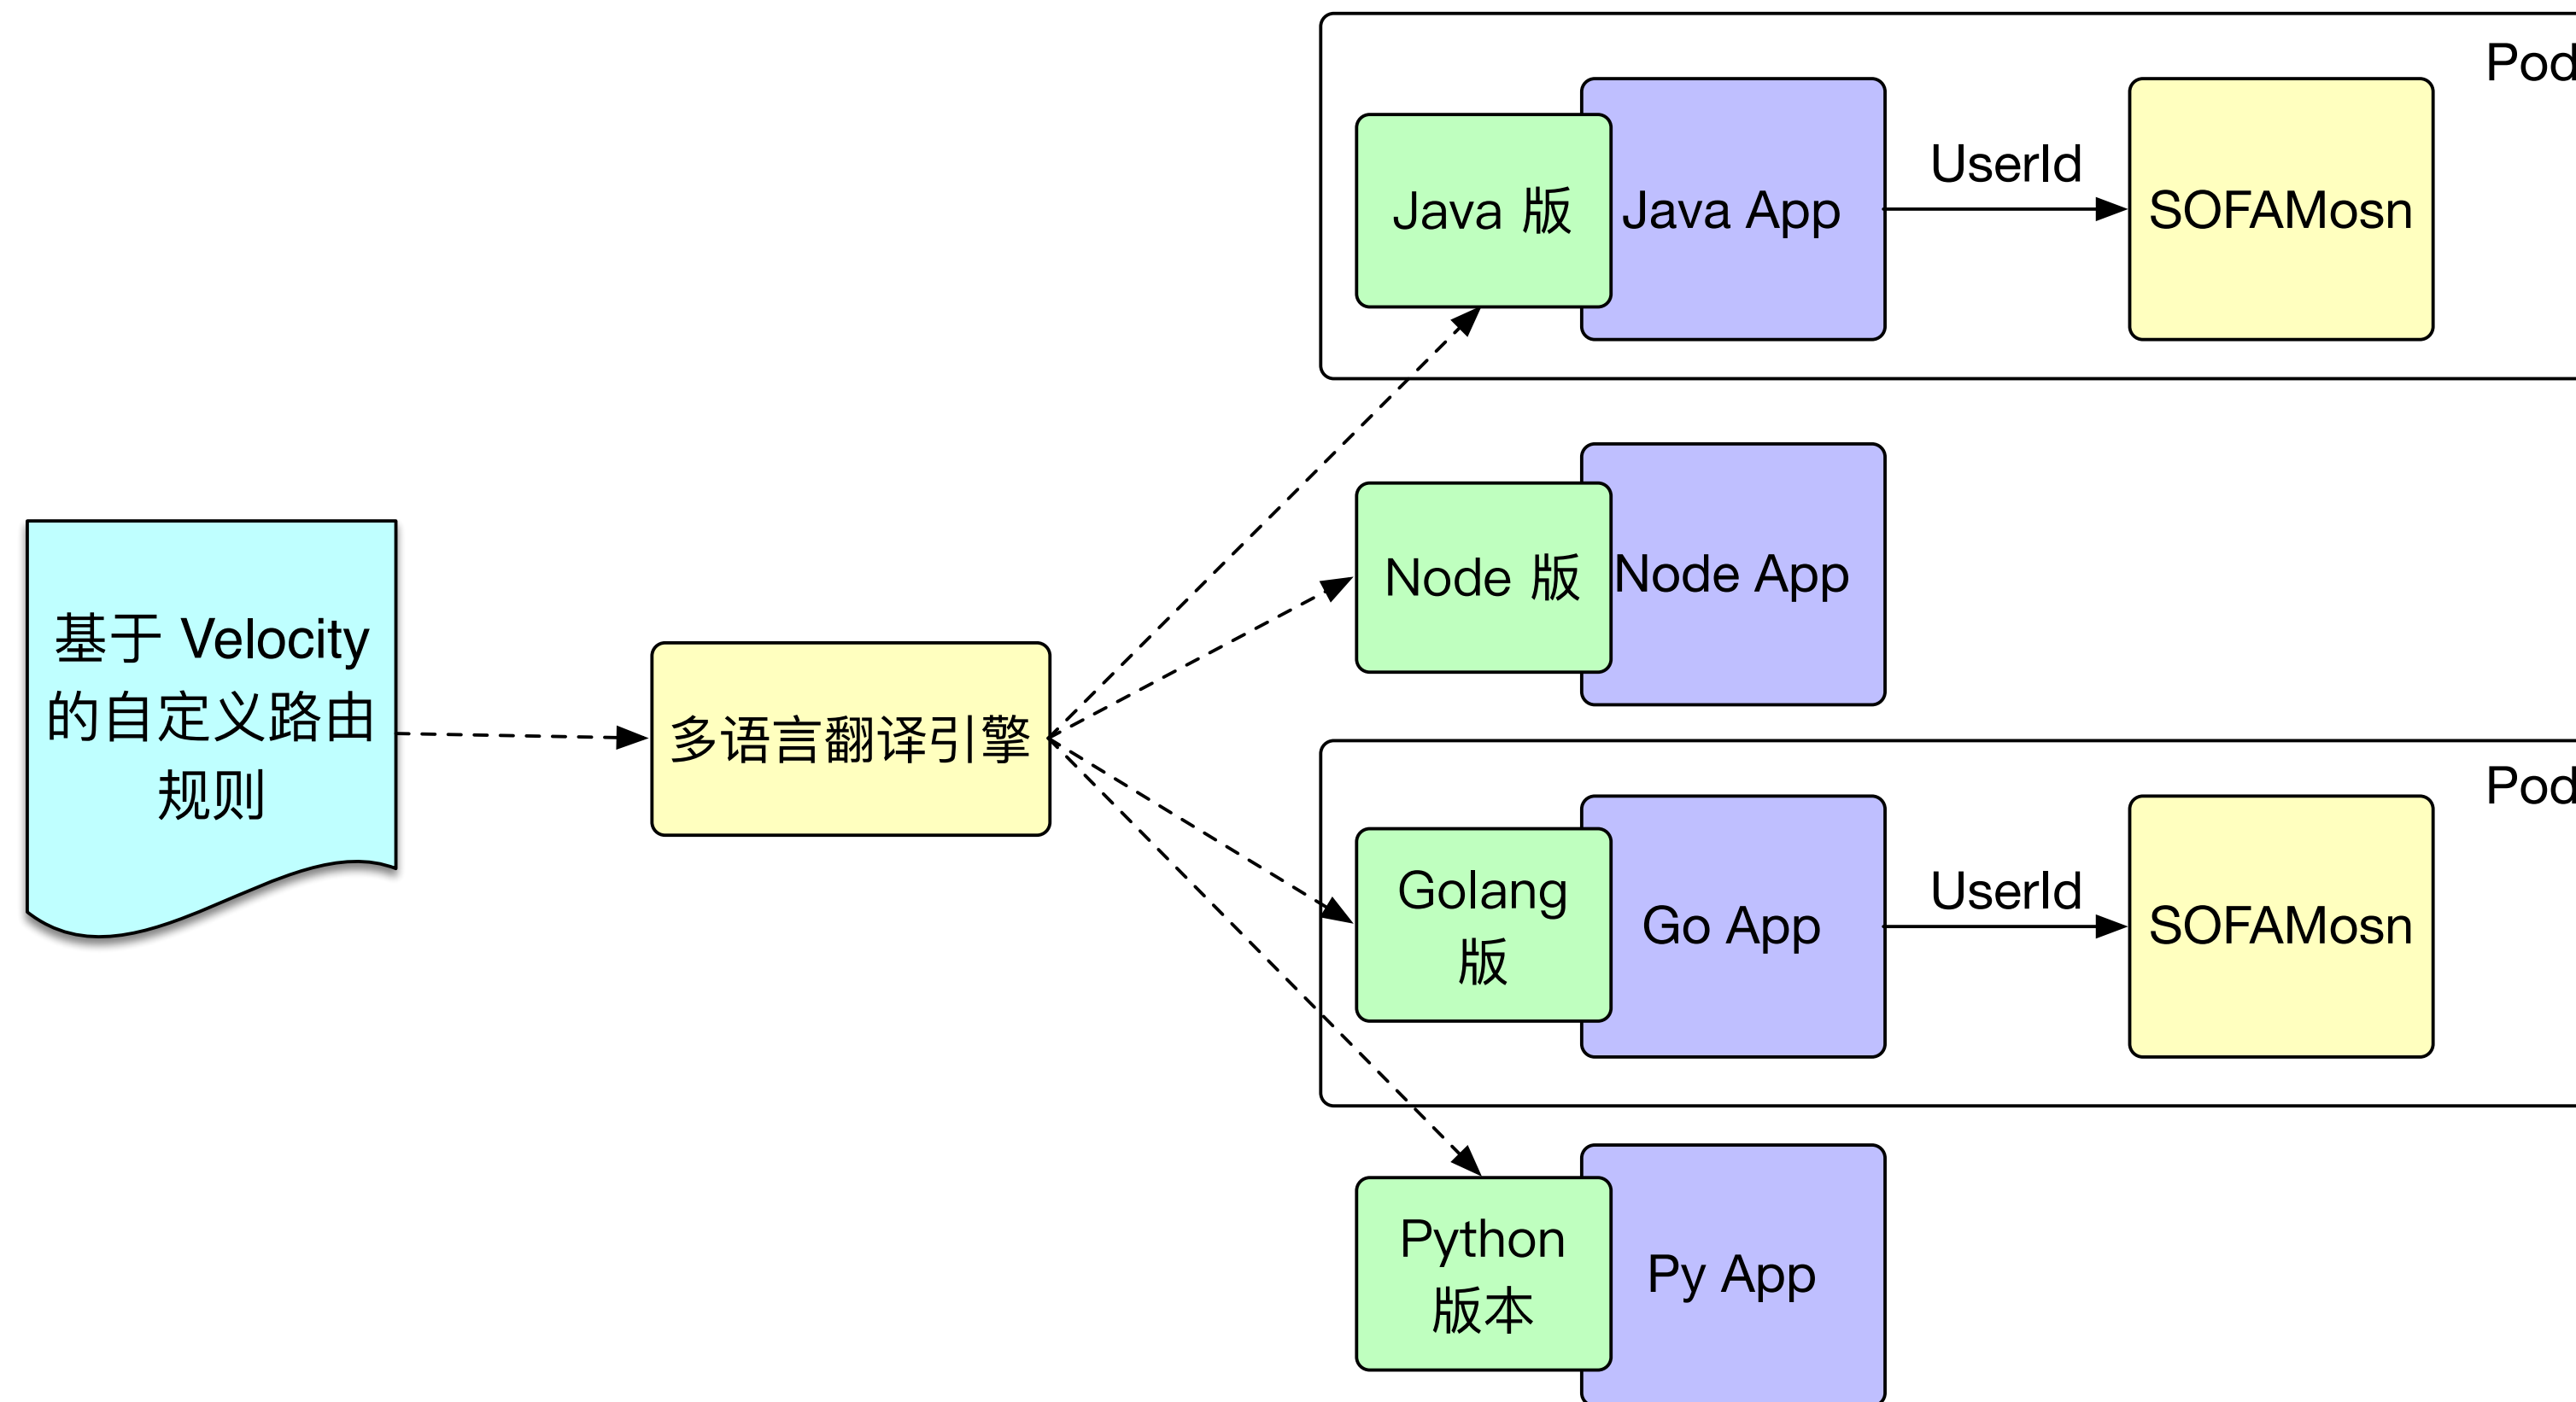 基于 Velocity
的自定义路由
规则
多语言翻译引擎
Pod
Java 版
Java App
UserId
SOFAMosn
Node 版
Node App
Pod
Golang
版
Go App
UserId
SOFAMosn
Python
版本
Py App